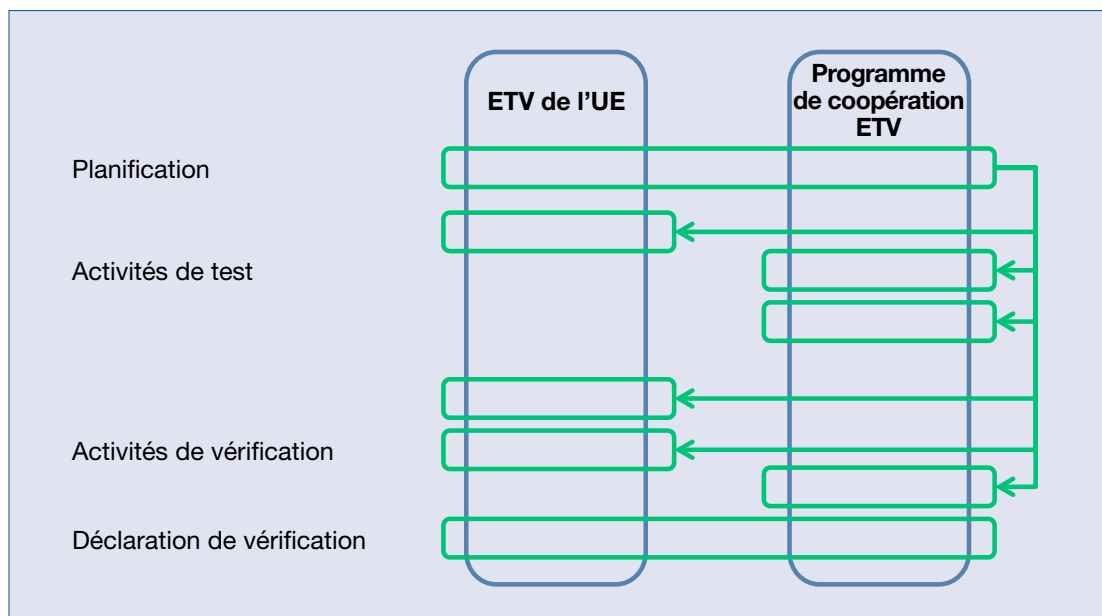 ETV de l’UE
Programme
de coopération
ETV
Planification
Activités de test
Activités de vérification
Déclaration de vérification